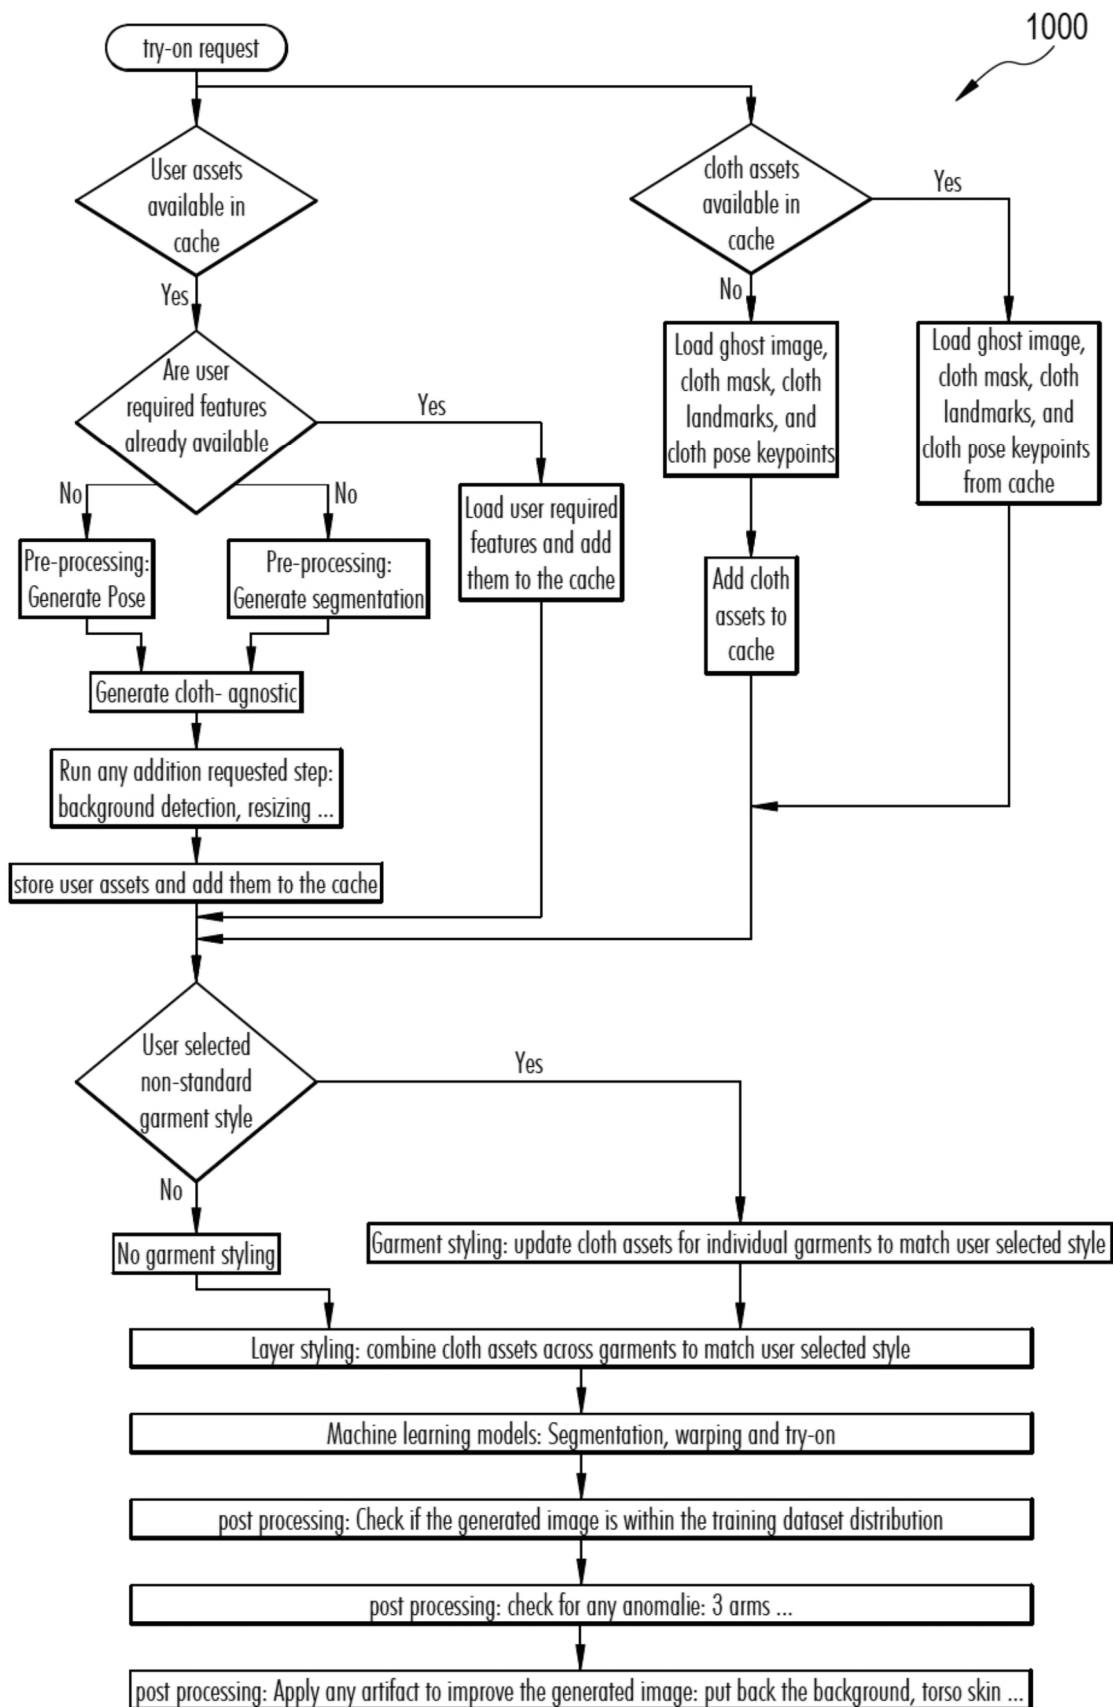 1000
try-on request
User assets
available in
cache
cloth assets
available in
cache
Yes
Yes
No
Are user
required features
already available
Yes
Load ghost image,
cloth mask, cloth
landmarks, and
cloth pose keypoints
Load ghost image,
cloth mask, cloth
landmarks, and
cloth pose keypoints
from cache
No
No
Load user required
features and add
them to the cache
Pre-processing:
Generate Pose
Pre-processing:
Generate segmentation
Add cloth
assets to
cache
Generate cloth- agnostic
Run any addition requested step:
background detection, resizing ...
store user assets and add them to the cache
User selected
non-standard
garment style
Yes
No
No garment styling
Garment styling: update cloth assets for individual garments to match user selected style
Layer styling: combine cloth assets across garments to match user selected style
Machine learning models: Segmentation, warping and try-on
post processing: Check if the generated image is within the training dataset distribution
post processing: check for any anomalie: 3 arms ...
post processing: Apply any artifact to improve the generated image: put back the background, torso skin ...